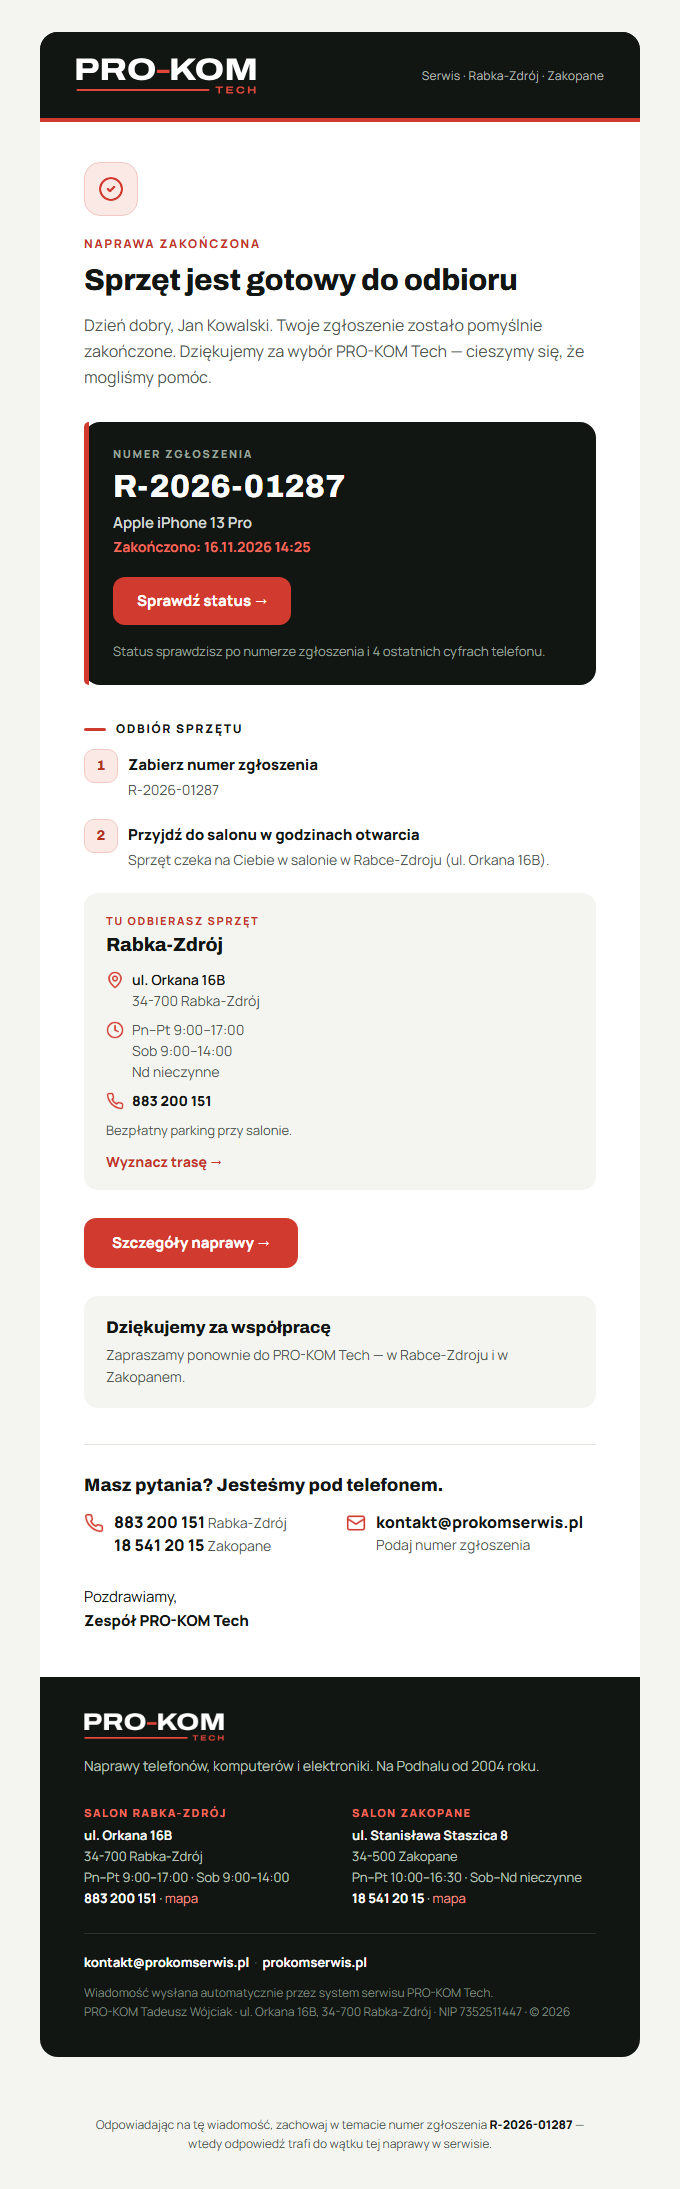 PRO-KOM
TECH
Serwis · Rabka-Zdrój · Zakopane
NAPRAWA ZAKOŃCZONA
Sprzęt jest gotowy do odbioru
Dzień dobry, Jan Kowalski. Twoje zgłoszenie zostało pomyślnie
zakończone. Dziękujemy za wybór PRO-KOM Tech — cieszymy się, że
mogliśmy pomóc.
NUMER ZGŁOSZENIA
R-2026-01287
Apple iPhone 13 Pro
Zakończono: 16.11.2026 14:25
Sprawdź status →
Status sprawdzisz po numerze zgłoszenia i 4 ostatnich cyfrach telefonu.
ODBIÓR SPRZĘTU
1 Zabierz numer zgłoszenia
R-2026-01287
2 Przyjdź do salonu w godzinach otwarcia
Sprzęt czeka na Ciebie w salonie w Rabce-Zdroju (ul. Orkana 16B).
TU ODBIERASZ SPRZĘT
Rabka-Zdrój
ul. Orkana 16B
34-700 Rabka-Zdrój
Pn–Pt 9:00–17:00
Sob 9:00–14:00
Nd nieczynne
883 200 151
Bezpłatny parking przy salonie.
Wyznacz trasę →
Szczegóły naprawy →
Dziękujemy za współpracę
Zapraszamy ponownie do PRO-KOM Tech — w Rabce-Zdroju i w
Zakopanem.
Masz pytania? Jesteśmy pod telefonem.
883 200 151 Rabka-Zdrój
18 541 20 15 Zakopane
kontakt@prokomserwis.pl
Podaj numer zgłoszenia
Pozdrawiamy,
Zespół PRO-KOM Tech
PRO-KOM
TECH
Naprawy telefonów, komputerów i elektroniki. Na Podhalu od 2004 roku.
SALON RABKA-ZDRÓJ
ul. Orkana 16B
34-700 Rabka-Zdrój
Pn–Pt 9:00–17:00 · Sob 9:00–14:00
883 200 151 · mapa
SALON ZAKOPANE
ul. Stanisława Staszica 8
34-500 Zakopane
Pn–Pt 10:00–16:30 · Sob–Nd nieczynne
18 541 20 15 · mapa
kontakt@prokomserwis.pl · prokomserwis.pl
Wiadomość wysłana automatycznie przez system serwisu PRO-KOM Tech.
PRO-KOM Tadeusz Wójciak · ul. Orkana 16B, 34-700 Rabka-Zdrój · NIP 7352511447 · © 2026
Odpowiadając na tę wiadomość, zachowaj w temacie numer zgłoszenia R-2026-01287 —
wtedy odpowiedź trafi do wątku tej naprawy w serwisie.